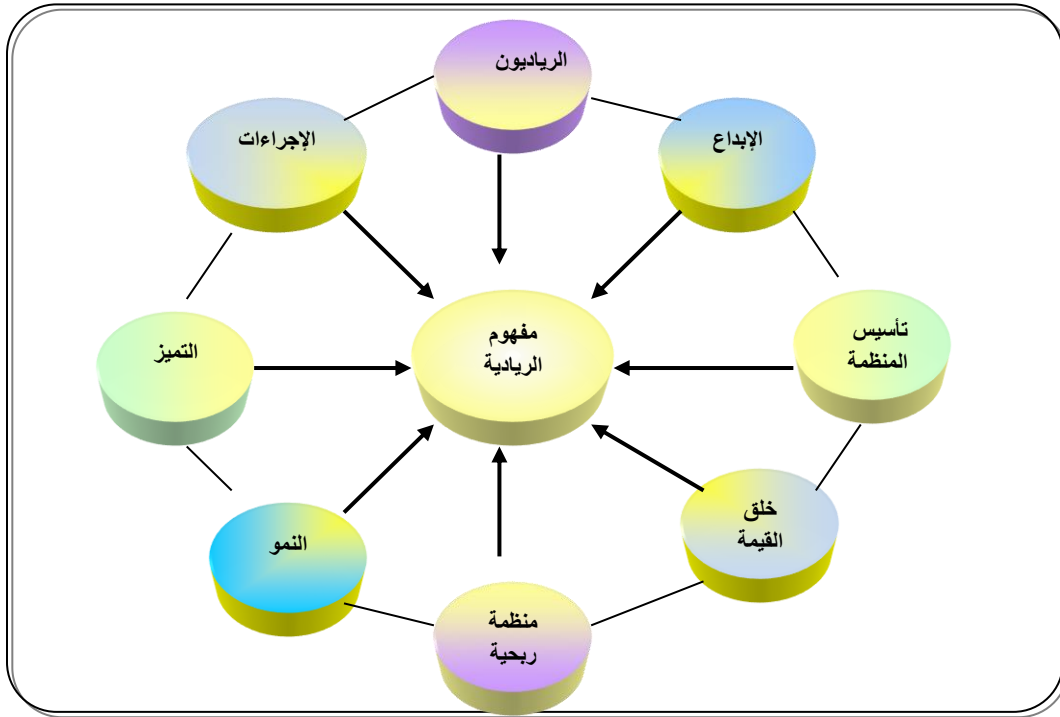 الرياديون
الإبداع
الإجراءات
تأسيس
المنظمة
مفهوم
الريادية
التميز
خلق
القيمة
النمو
منظمة
ربحية